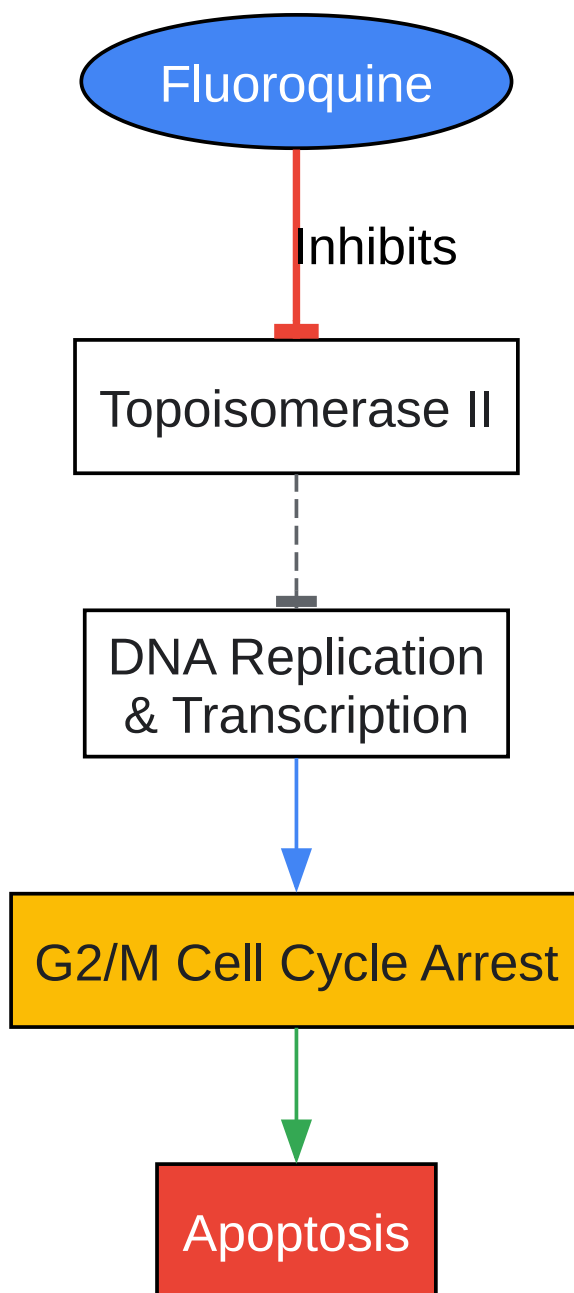 Fluoroquine
Inhibits
Topoisomerase II
DNA Replication
& Transcription
G2/M Cell Cycle Arrest
Apoptosis